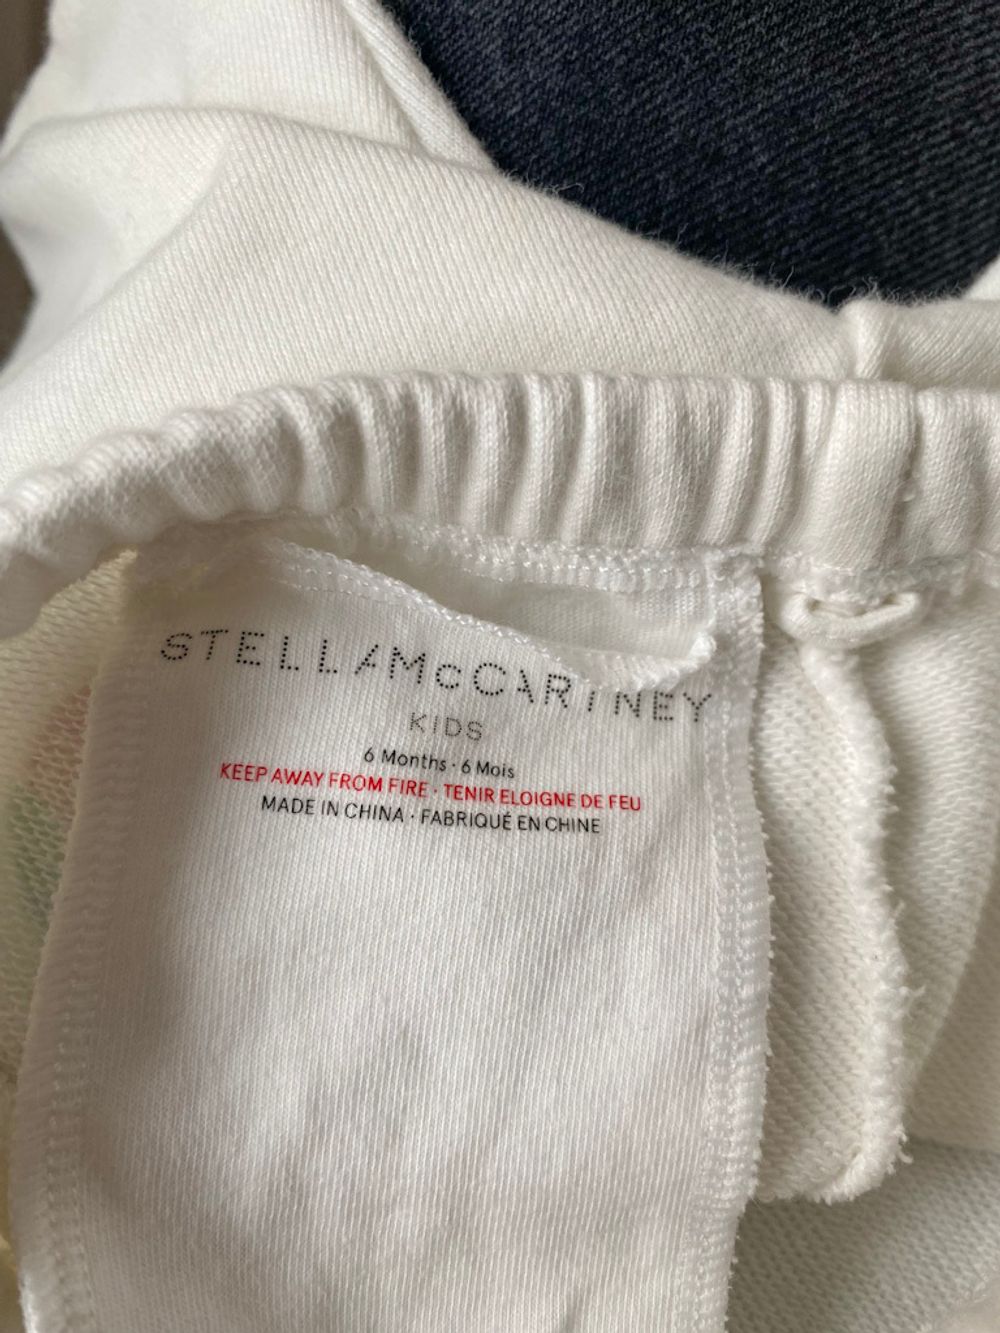 STELLAMcCARTNEY
KIDS
6 Months · 6 Mois
KEEP AWAY FROM FIRE · TENIR ELOIGNE DE FEU
MADE IN CHINA · FABRIQUÉ EN CHINE